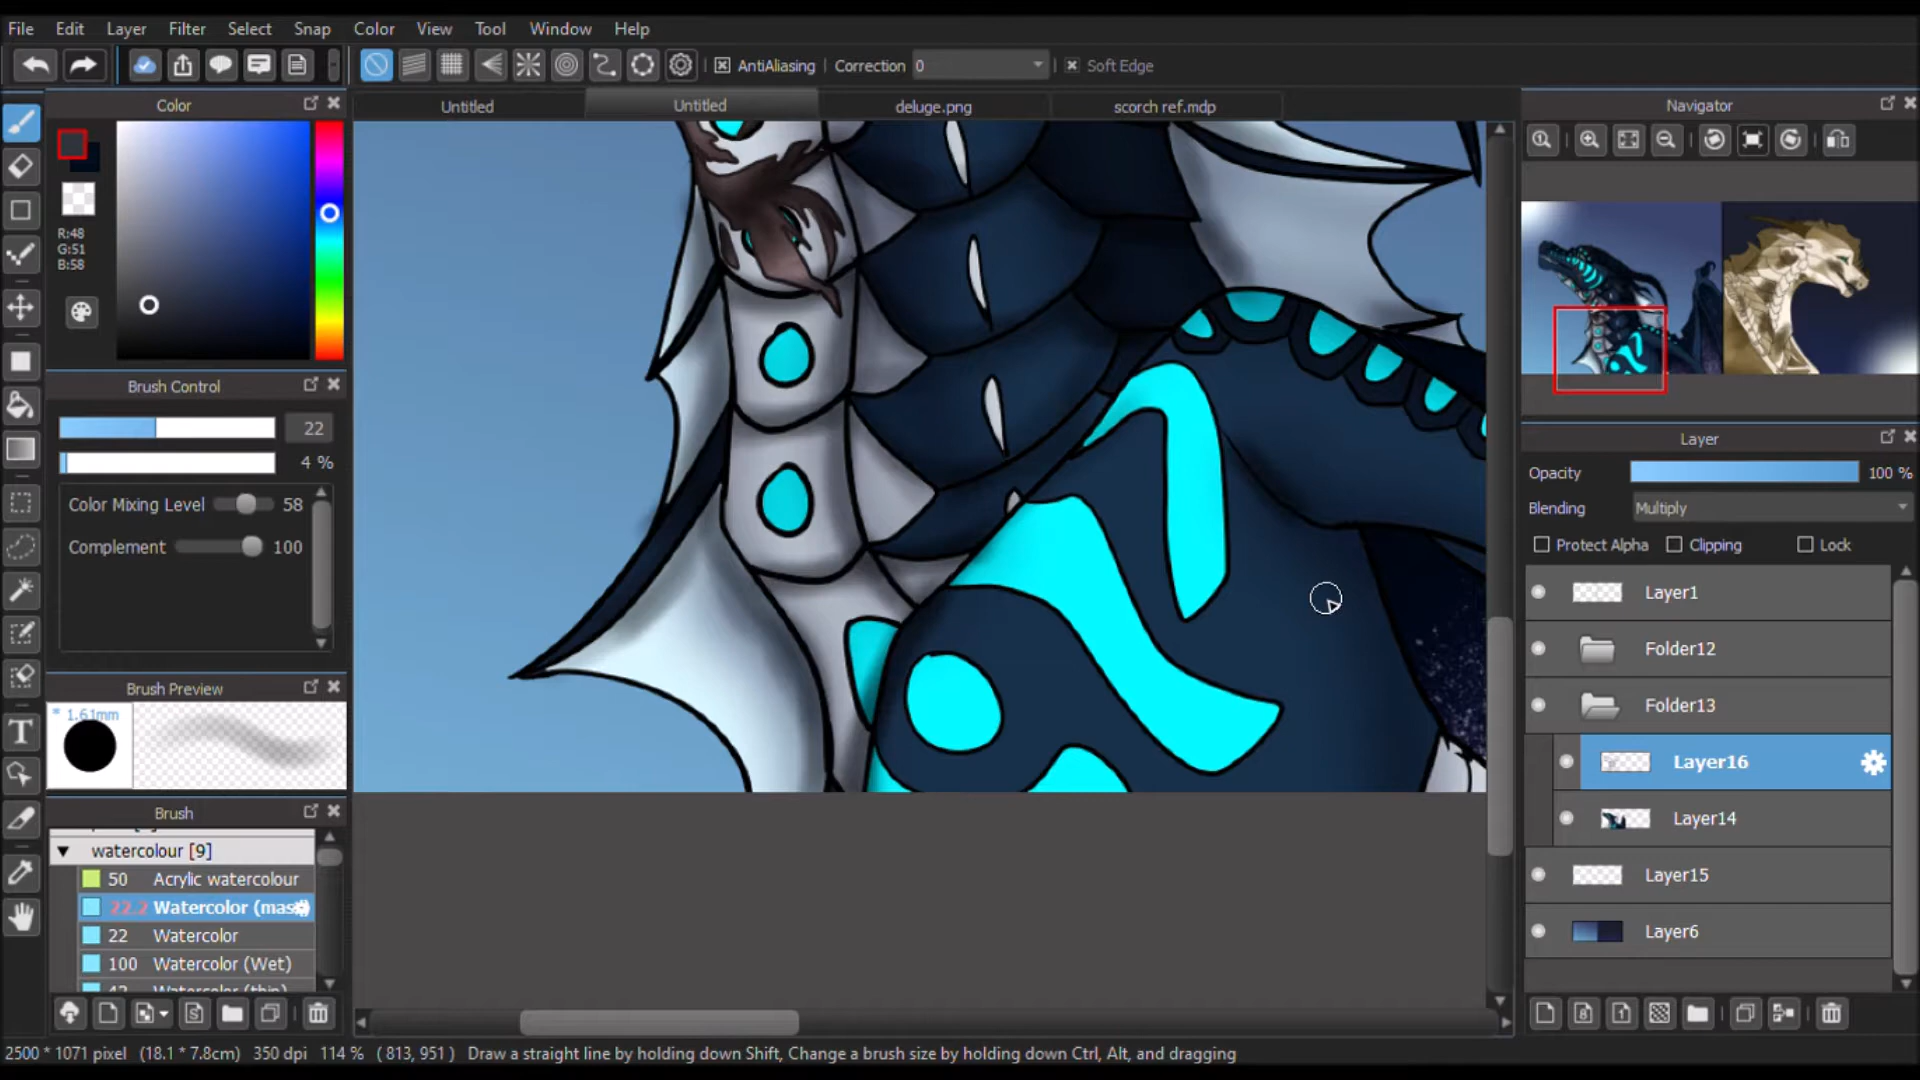 File Edit Layer Filter Select Snap Color View Tool Window Help
AntiAliasing Correction 0 Soft Edge
Color
R:48
G:51
B:58
Untitled Untitled deluge.png scorch ref.mdp
Navigator
Brush Control
22
4 %
Color Mixing Level 58
Complement 100
Brush Preview
* 1.61mm
Brush
watercolour [9]
50 Acrylic watercolour
22.2 Watercolor (mas
22 Watercolor
100 Watercolor (Wet)
Layer
Opacity 100 %
Blending Multiply
Protect Alpha Clipping Lock
Layer1
Folder12
Folder13
Layer16
Layer14
Layer15
Layer6
2500 * 1071 pixel (18.1 * 7.8cm) 350 dpi 114 % ( 813, 951 ) Draw a straight line by holding down Shift, Change a brush size by holding down Ctrl, Alt, and dragging